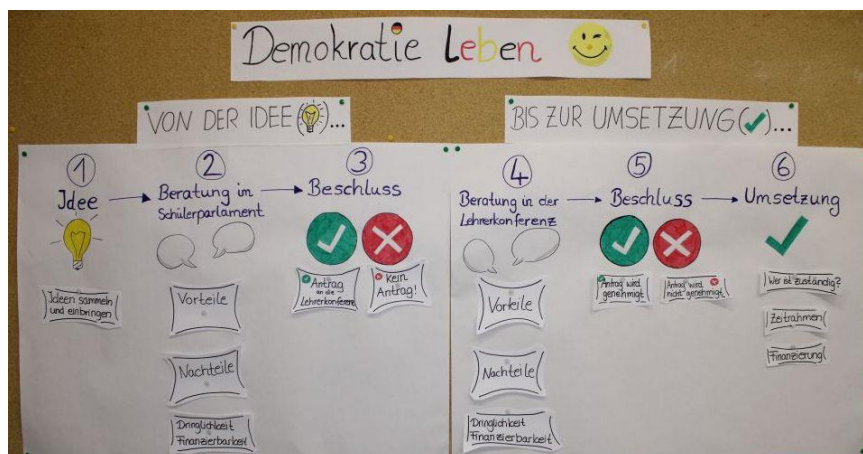 Demokratie Leben
VON DER IDEE ( )...
BIS ZUR UMSETZUNG ( )...
1
Idee
Ideen sammeln
und einbringen
2
Beratung im
Schülerparlament
Vorteile
Nachteile
Dringlichkeit
Finanzierbarkeit
3
Beschluss
Antrag
an die
Lehrerkonferenz
Kein
Antrag!
4
Beratung in der
Lehrerkonferenz
Vorteile
Nachteile
Dringlichkeit
Finanzierbarkeit
5
Beschluss
Antrag wird
genehmigt
Antrag wird
nicht genehmigt
6
Umsetzung
Wer ist zuständig?
Zeitrahmen
Finanzierung